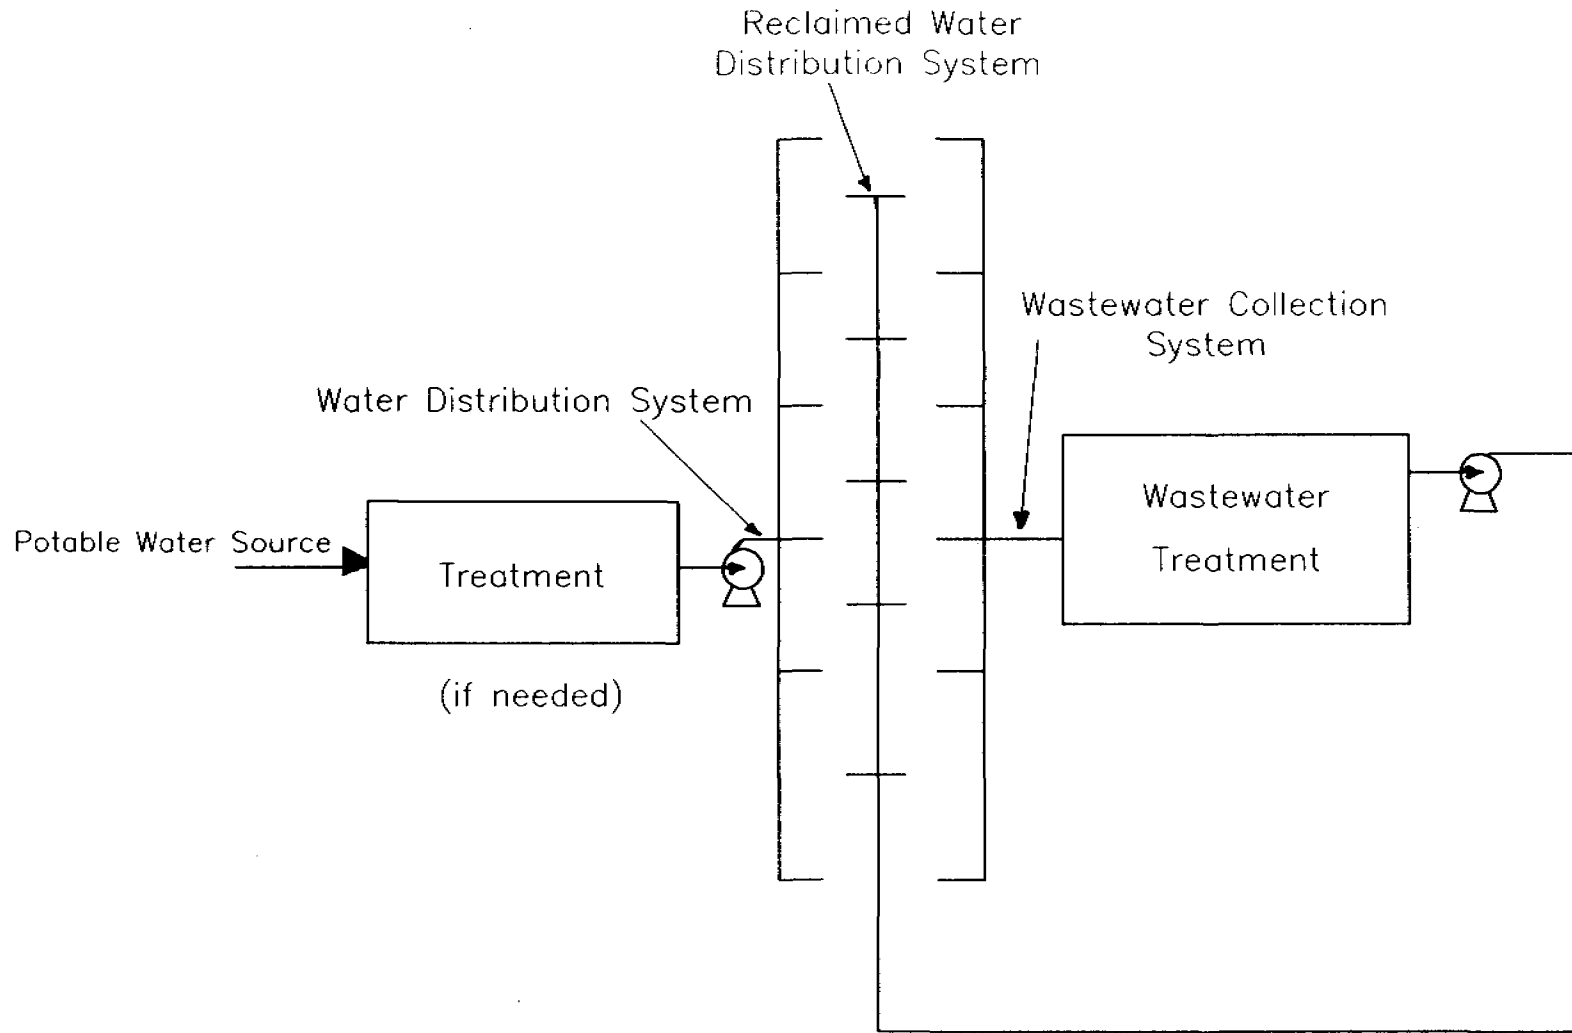 Reclaimed Water
Distribution System
Wastewater Collection
System
Water Distribution System
Wastewater
Treatment
Potable Water Source
Treatment
(if needed)